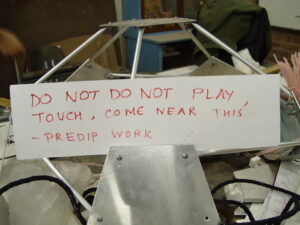 DO NOT DO NOT PLAY,
TOUCH, COME NEAR THIS
- PREDIP WORK